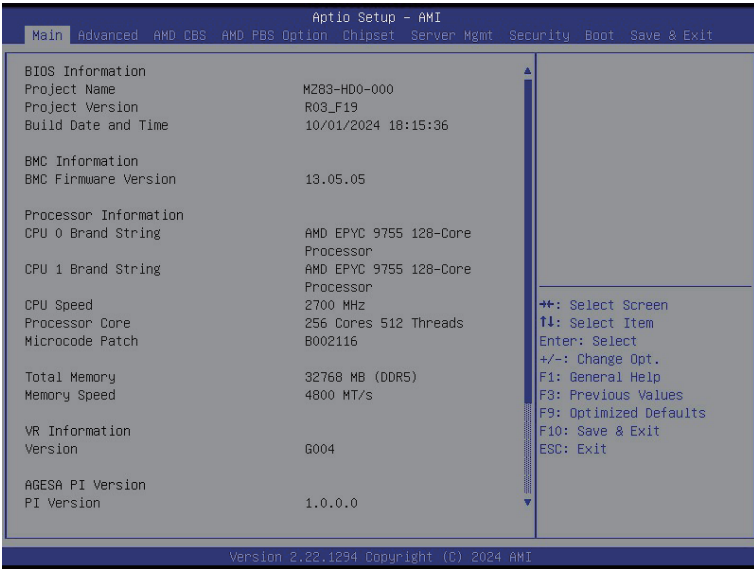 Aptio Setup – AMI
Main Advanced AMD CBS AMD PBS Option Chipset Server Mgmt Security Boot Save & Exit
BIOS Information
Project Name MZ83-HD0-000
Project Version R03_F19
Build Date and Time 10/01/2024 18:15:36
BMC Information
BMC Firmware Version 13.05.05
Processor Information
CPU 0 Brand String AMD EPYC 9755 128-Core
Processor
CPU 1 Brand String AMD EPYC 9755 128-Core
Processor
CPU Speed 2700 MHz
Processor Core 256 Cores 512 Threads
Microcode Patch B002116
Total Memory 32768 MB (DDR5)
Memory Speed 4800 MT/s
VR Information
Version G004
AGESA PI Version
PI Version 1.0.0.0
→←: Select Screen
↑↓: Select Item
Enter: Select
+/-: Change Opt.
F1: General Help
F3: Previous Values
F9: Optimized Defaults
F10: Save & Exit
ESC: Exit
Version 2.22.1294 Copyright (C) 2024 AMI